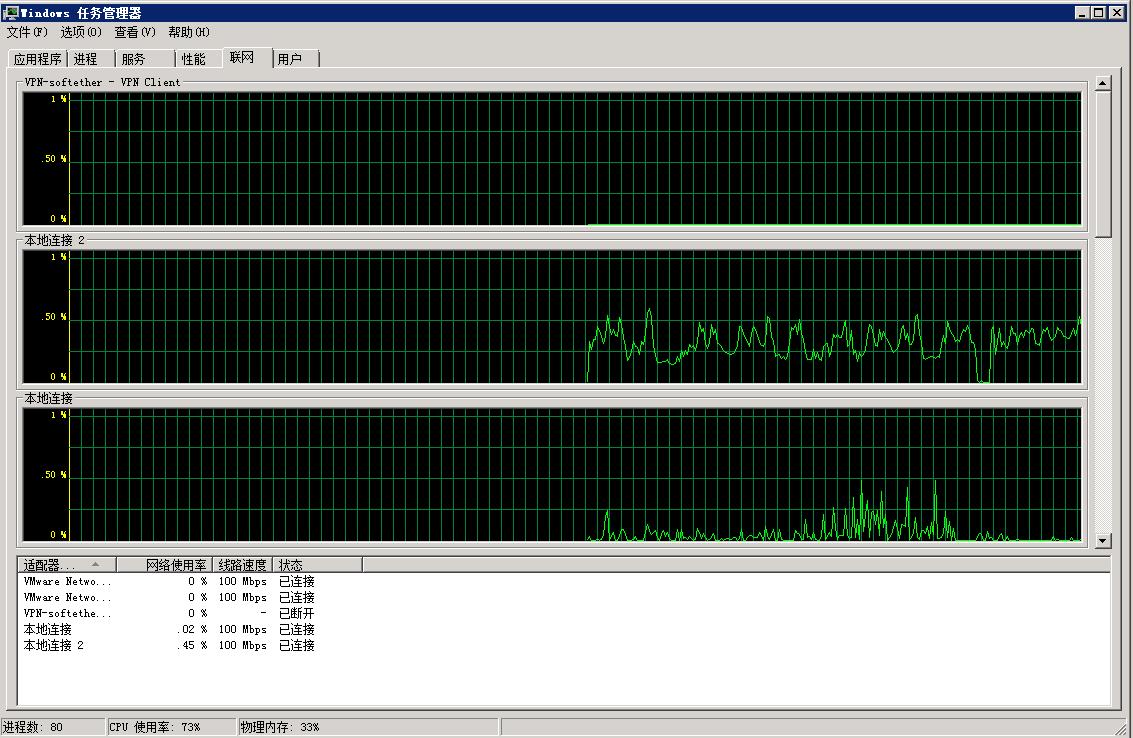 Windows 任务管理器
文件(F) 选项(O) 查看(V) 帮助(H)
应用程序 进程 服务 性能 联网 用户
VPN-softether - VPN Client
1 %
.50 %
0 %
本地连接 2
1 %
.50 %
0 %
本地连接
1 %
.50 %
0 %
适配器... 网络使用率 线路速度 状态
VMware Netwo... 0 % 100 Mbps 已连接
VMware Netwo... 0 % 100 Mbps 已连接
VPN-softethe... 0 % - 已断开
本地连接 .02 % 100 Mbps 已连接
本地连接 2 .45 % 100 Mbps 已连接
进程数: 80 CPU 使用率: 73% 物理内存: 33%